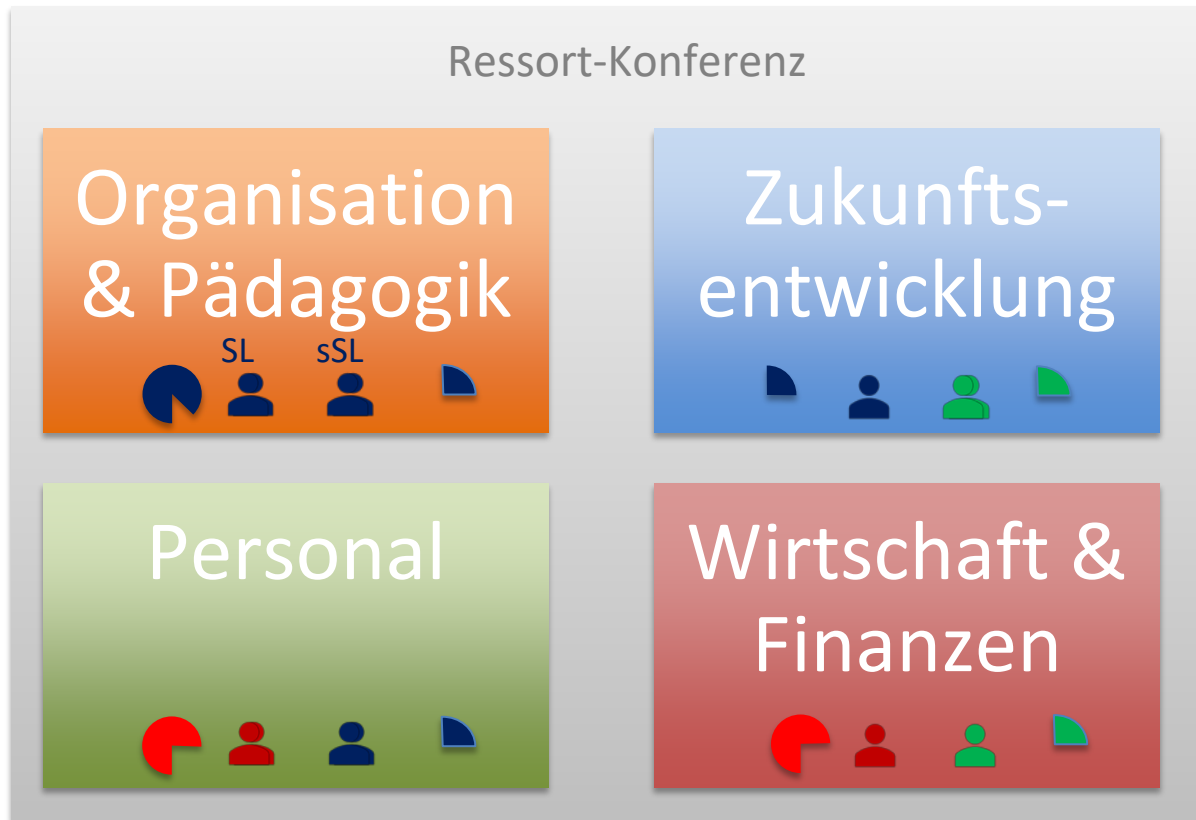 Ressort-Konferenz
Organisation
& Pädagogik
SL
sSL
Zukunfts-
entwicklung
Personal
Wirtschaft &
Finanzen